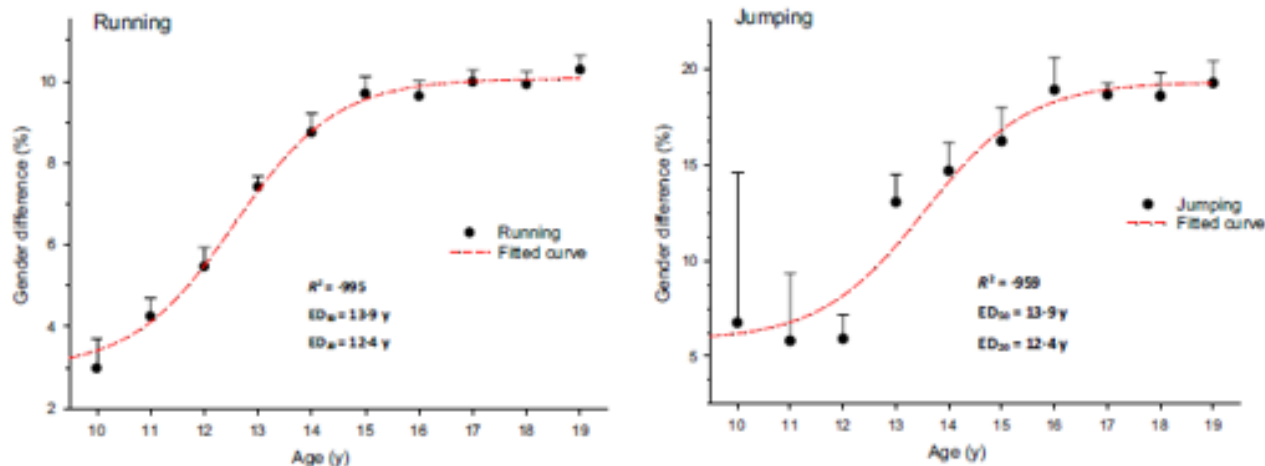 Running
Gender difference (%)
10
8
6
4
2
Running
Fitted curve
R² = ·995
= 13·9 y
= 12·4 y
10 11 12 13 14 15 16 17 18 19
Age (y)
Jumping
Gender difference (%)
20
15
10
5
Jumping
Fitted curve
R² = ·959
ED₅₀ = 13·9 y
ED₂₀ = 12·4 y
10 11 12 13 14 15 16 17 18 19
Age (y)